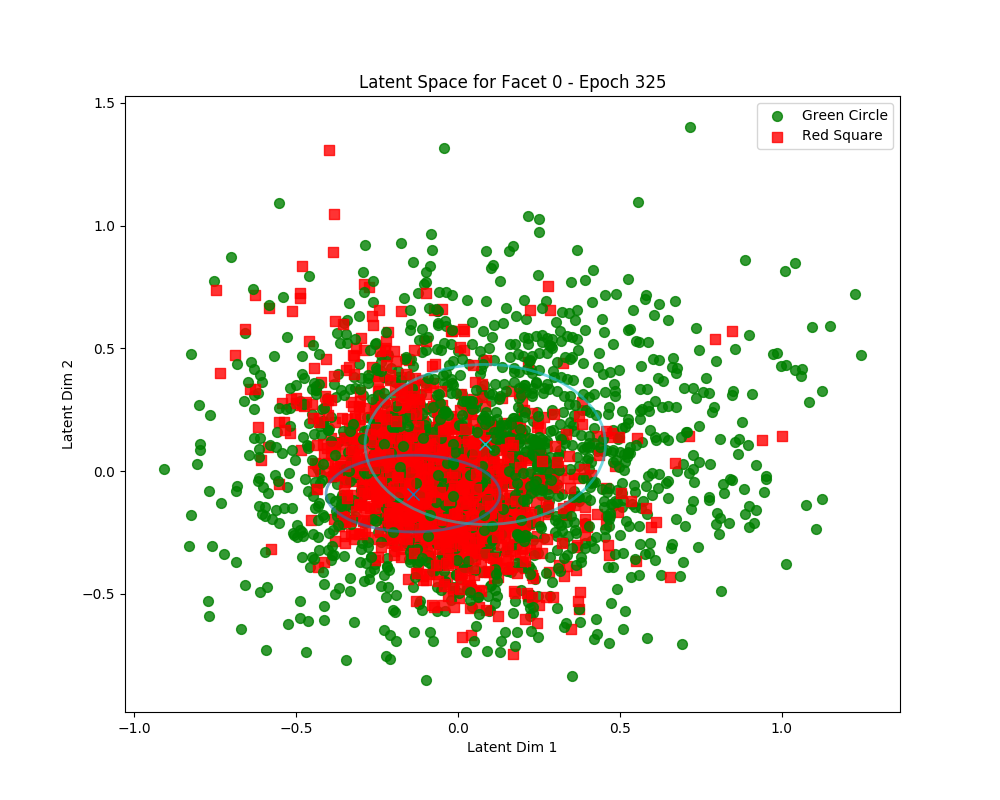 Latent Space for Facet 0 - Epoch 325
Green Circle
Red Square
1.5
1.0
0.5
0.0
−0.5
Latent Dim 2
−1.0
−0.5
0.0
0.5
1.0
Latent Dim 1